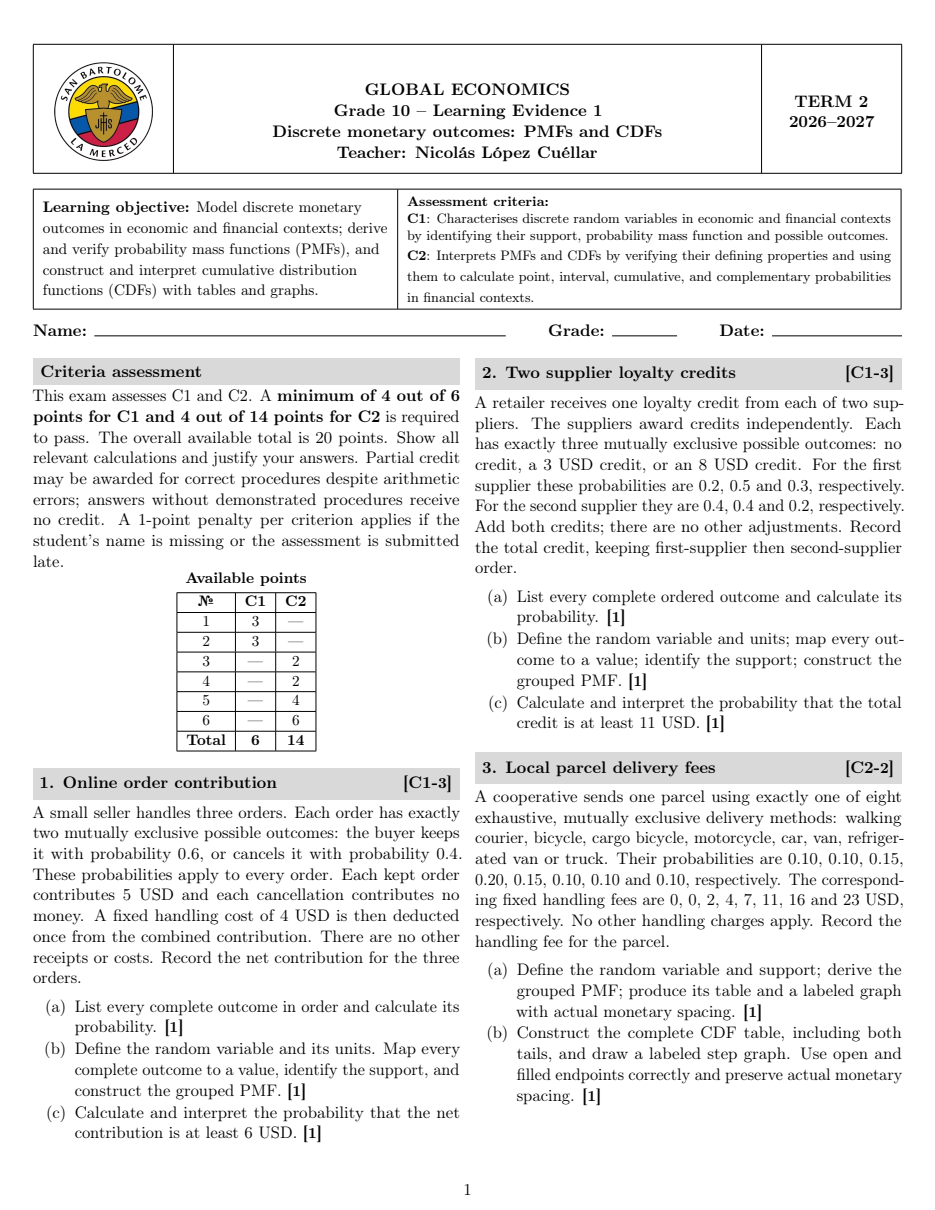 SAN BARTOLOME
JHS
LA MERCED
GLOBAL ECONOMICS
Grade 10 – Learning Evidence 1
Discrete monetary outcomes: PMFs and CDFs
Teacher: Nicolás López Cuéllar
TERM 2
2026–2027
Learning objective: Model discrete monetary
outcomes in economic and financial contexts; derive
and verify probability mass functions (PMFs), and
construct and interpret cumulative distribution
functions (CDFs) with tables and graphs.
Assessment criteria:
C1: Characterises discrete random variables in economic and financial contexts
by identifying their support, probability mass function and possible outcomes.
C2: Interprets PMFs and CDFs by verifying their defining properties and using
them to calculate point, interval, cumulative, and complementary probabilities
in financial contexts.
Name: Grade: Date:
Criteria assessment
This exam assesses C1 and C2. A minimum of 4 out of 6
points for C1 and 4 out of 14 points for C2 is required
to pass. The overall available total is 20 points. Show all
relevant calculations and justify your answers. Partial credit
may be awarded for correct procedures despite arithmetic
errors; answers without demonstrated procedures receive
no credit. A 1-point penalty per criterion applies if the
student's name is missing or the assessment is submitted
late.
Available points
№ C1 C2
1 3 —
2 3 —
3 — 2
4 — 2
5 — 4
6 — 6
Total 6 14
1. Online order contribution [C1-3]
A small seller handles three orders. Each order has exactly
two mutually exclusive possible outcomes: the buyer keeps
it with probability 0.6, or cancels it with probability 0.4.
These probabilities apply to every order. Each kept order
contributes 5 USD and each cancellation contributes no
money. A fixed handling cost of 4 USD is then deducted
once from the combined contribution. There are no other
receipts or costs. Record the net contribution for the three
orders.
(a) List every complete outcome in order and calculate its
probability. [1]
(b) Define the random variable and its units. Map every
complete outcome to a value, identify the support, and
construct the grouped PMF. [1]
(c) Calculate and interpret the probability that the net
contribution is at least 6 USD. [1]
2. Two supplier loyalty credits [C1-3]
A retailer receives one loyalty credit from each of two sup-
pliers. The suppliers award credits independently. Each
has exactly three mutually exclusive possible outcomes: no
credit, a 3 USD credit, or an 8 USD credit. For the first
supplier these probabilities are 0.2, 0.5 and 0.3, respectively.
For the second supplier they are 0.4, 0.4 and 0.2, respectively.
Add both credits; there are no other adjustments. Record
the total credit, keeping first-supplier then second-supplier
order.
(a) List every complete ordered outcome and calculate its
probability. [1]
(b) Define the random variable and units; map every out-
come to a value; identify the support; construct the
grouped PMF. [1]
(c) Calculate and interpret the probability that the total
credit is at least 11 USD. [1]
3. Local parcel delivery fees [C2-2]
A cooperative sends one parcel using exactly one of eight
exhaustive, mutually exclusive delivery methods: walking
courier, bicycle, cargo bicycle, motorcycle, car, van, refriger-
ated van or truck. Their probabilities are 0.10, 0.10, 0.15,
0.20, 0.15, 0.10, 0.10 and 0.10, respectively. The correspond-
ing fixed handling fees are 0, 0, 2, 4, 7, 11, 16 and 23 USD,
respectively. No other handling charges apply. Record the
handling fee for the parcel.
(a) Define the random variable and support; derive the
grouped PMF; produce its table and a labeled graph
with actual monetary spacing. [1]
(b) Construct the complete CDF table, including both
tails, and draw a labeled step graph. Use open and
filled endpoints correctly and preserve actual monetary
spacing. [1]
1